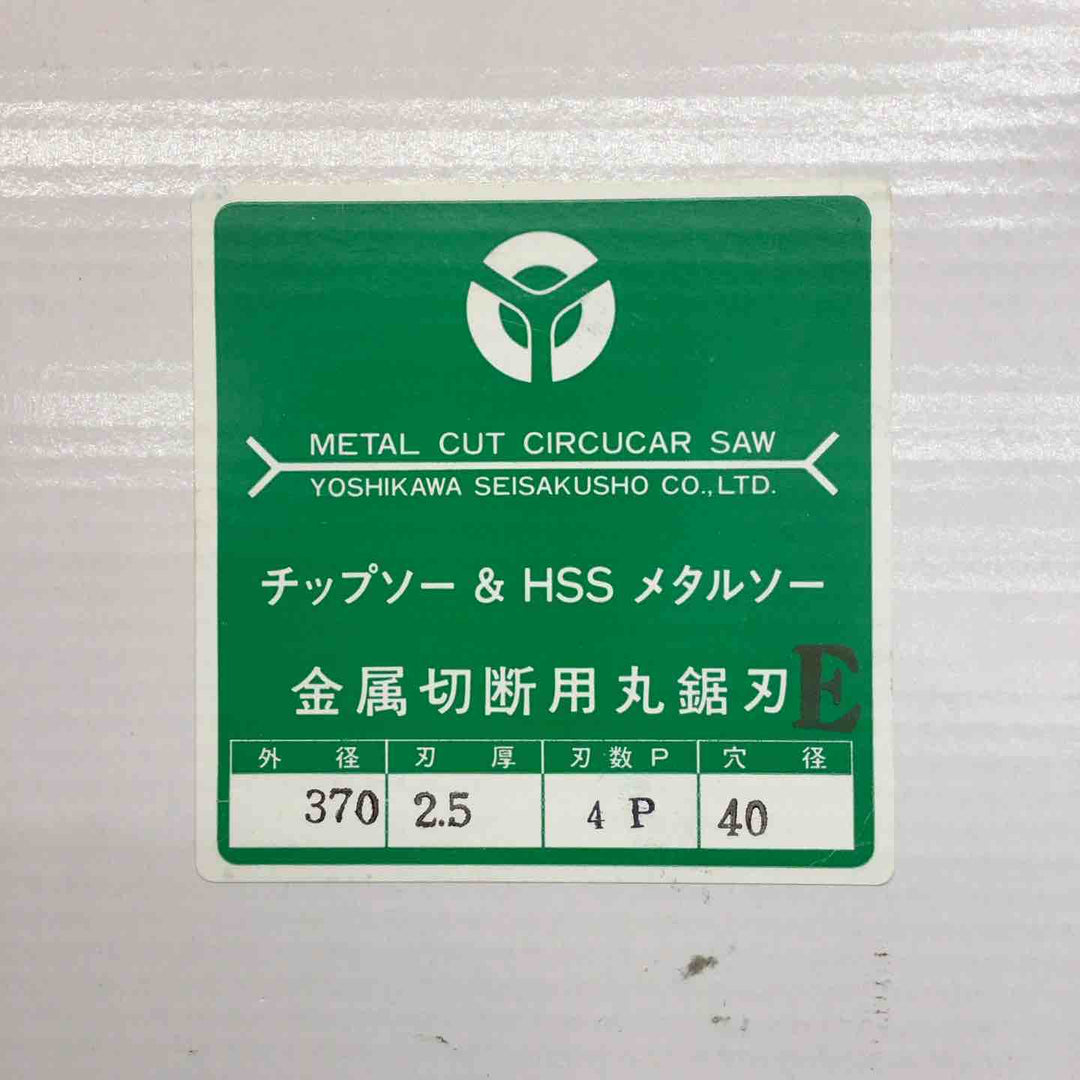 METAL CUT CIRCUCAR SAW
YOSHIKAWA SEISAKUSHO CO.,LTD.
チップソー & HSS メタルソー
金属切断用丸鋸刃 E
外径 刃厚 刃数P 穴径
370 2.5 4 P 40